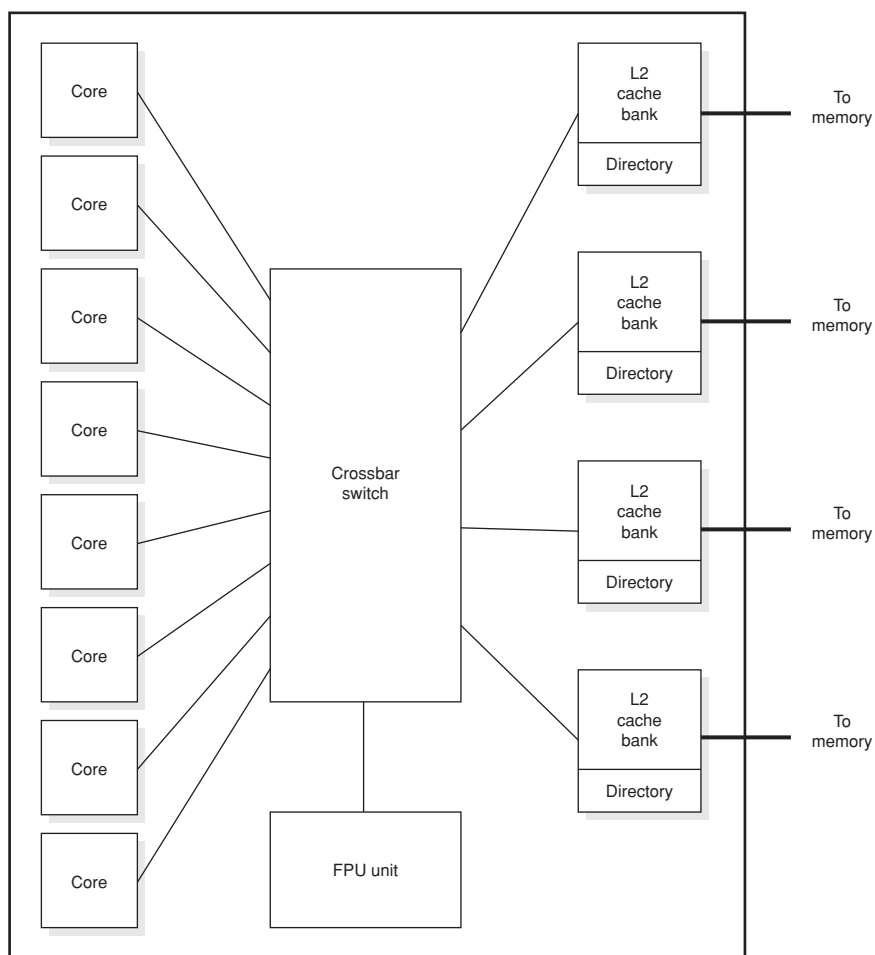 Core
Core
Core
Core
Core
Core
Core
Core
Crossbar
switch
FPU unit
L2
cache
bank
Directory
To
memory
L2
cache
bank
Directory
To
memory
L2
cache
bank
Directory
To
memory
L2
cache
bank
Directory
To
memory